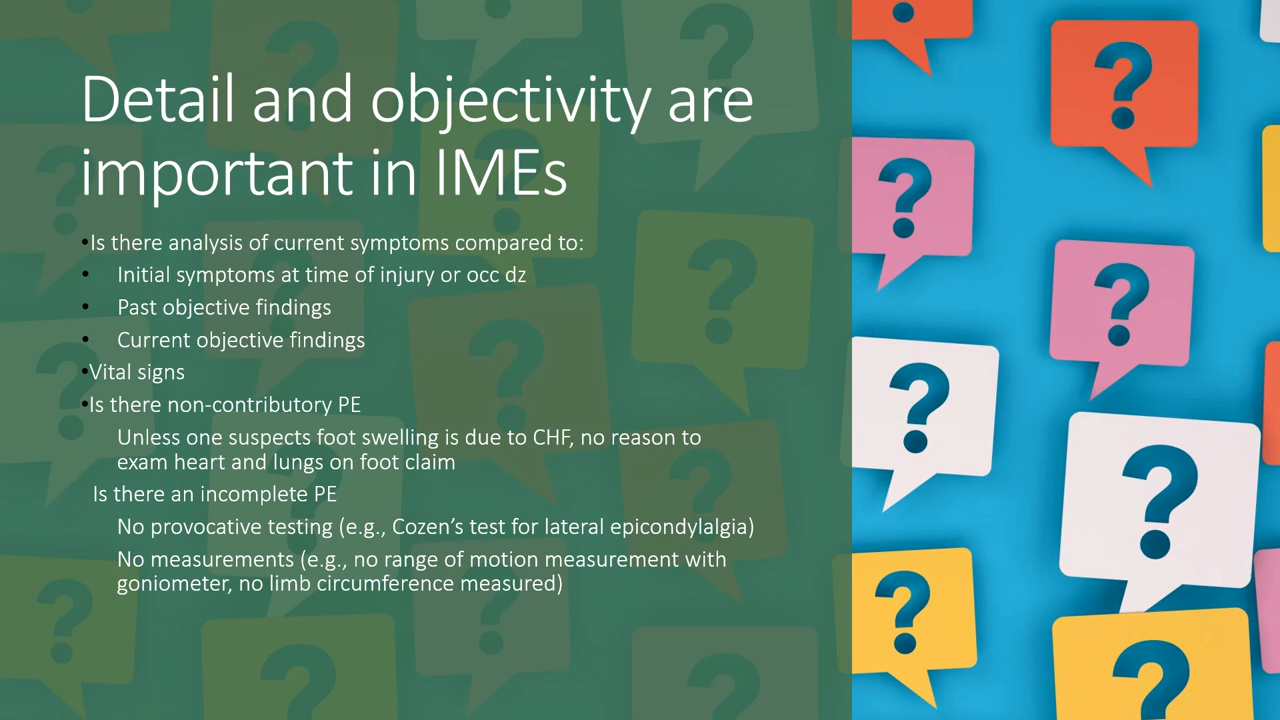 Detail and objectivity are
important in IMEs
•Is there analysis of current symptoms compared to:
• Initial symptoms at time of injury or occ dz
• Past objective findings
• Current objective findings
•Vital signs
•Is there non-contributory PE
Unless one suspects foot swelling is due to CHF, no reason to
exam heart and lungs on foot claim
Is there an incomplete PE
No provocative testing (e.g., Cozen’s test for lateral epicondylalgia)
No measurements (e.g., no range of motion measurement with
goniometer, no limb circumference measured)